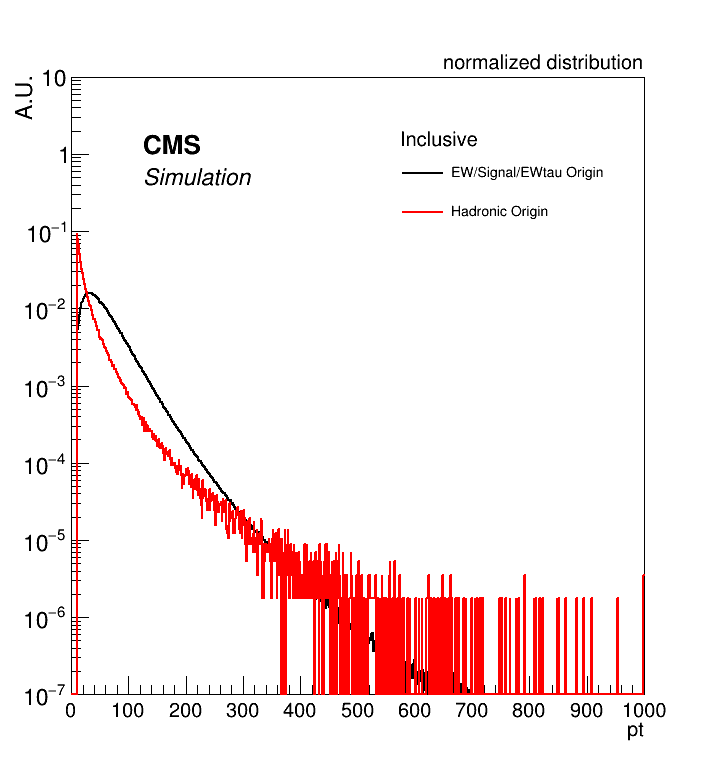 normalized distribution
A.U.
CMS
Simulation
Inclusive
EW/Signal/EWtau Origin
Hadronic Origin
10
1
10−1
10−2
10−3
10−4
10−5
10−6
10−7
0 100 200 300 400 500 600 700 800 900 1000
pt